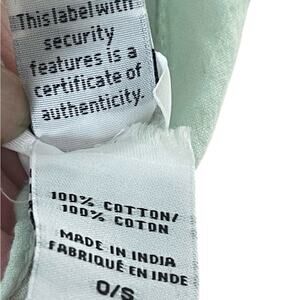 This label with
security
features is a
certificate of
authenticity.
100% COTTON/
100% COTON
MADE IN INDIA
FABRIQUÉ EN INDE
O/S